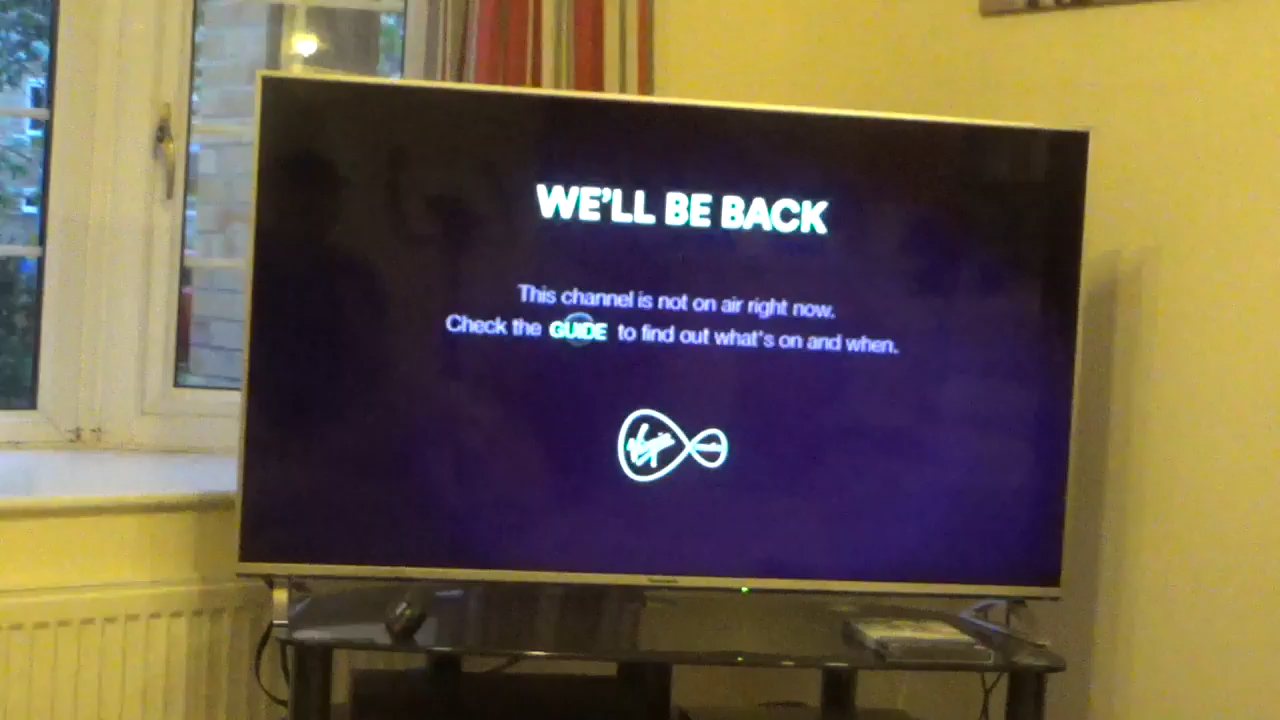 WE'LL BE BACK
This channel is not on air right now.
Check the GUIDE to find out what's on and when.
Virgin